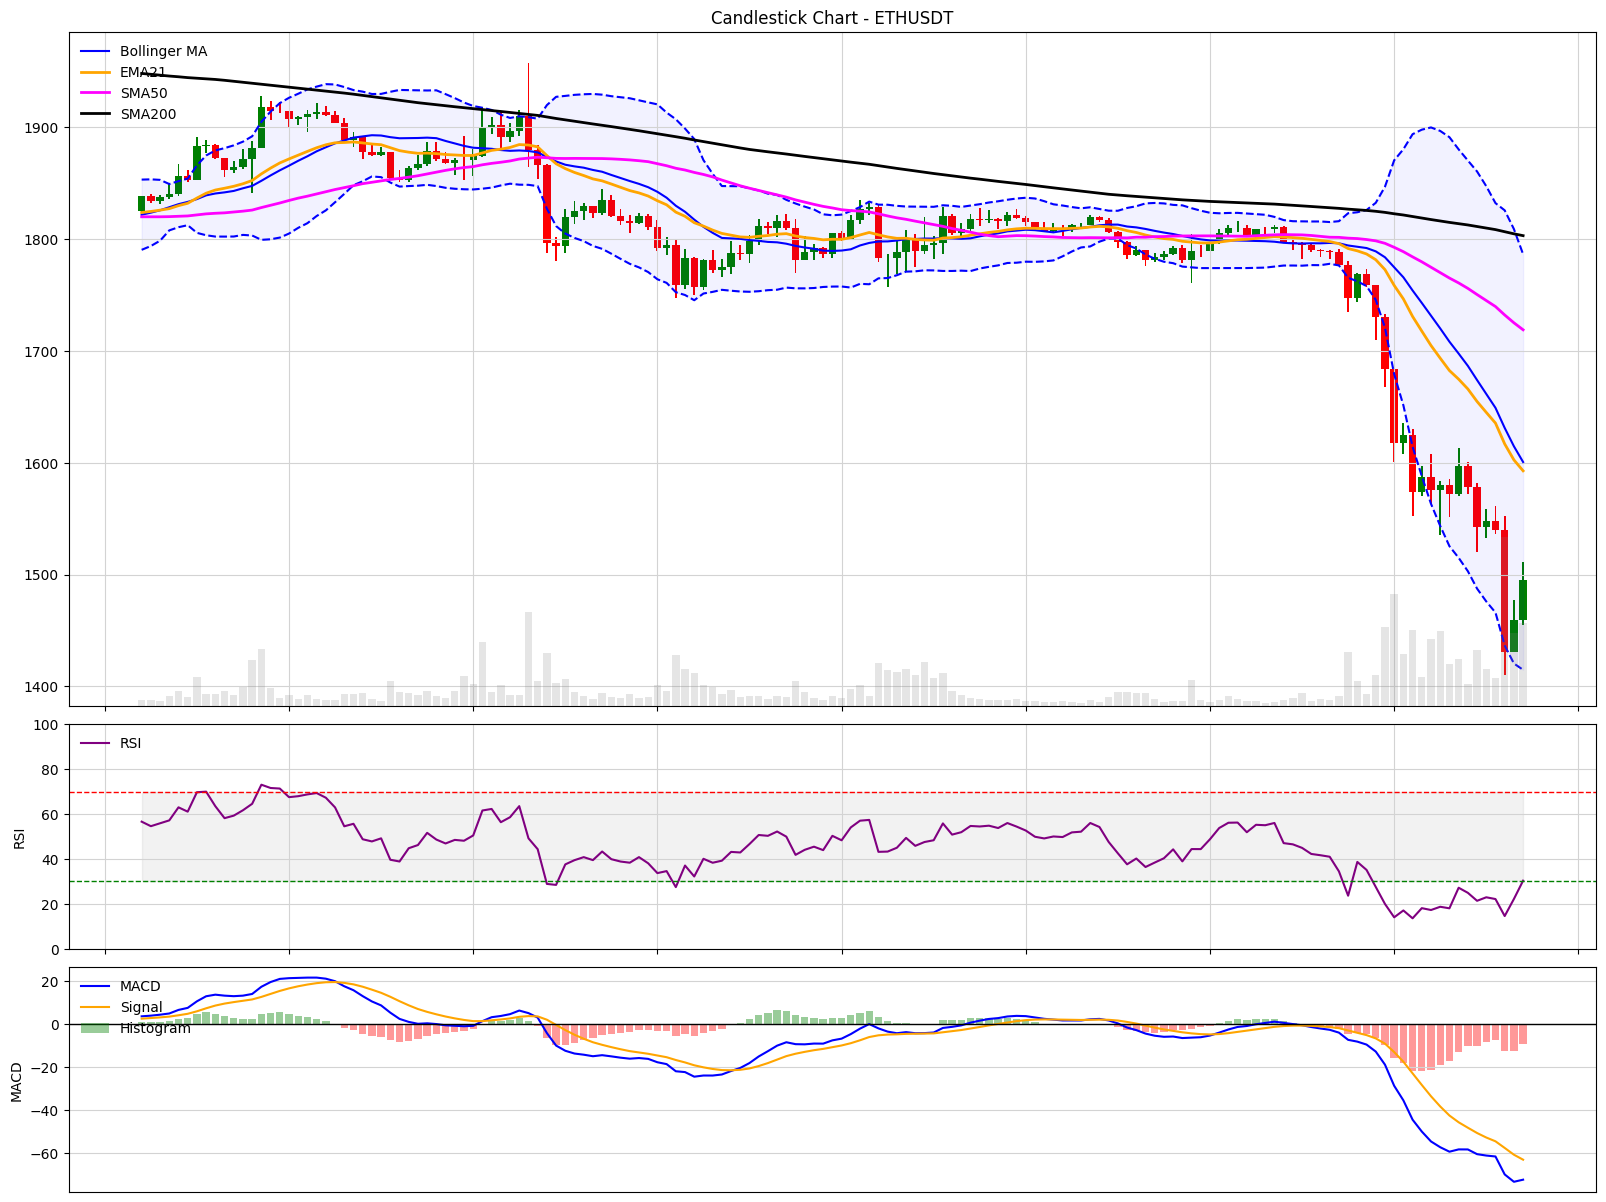 Candlestick Chart - ETHUSDT
Bollinger MA
EMA21
SMA50
SMA200
1900
1800
1700
1600
1500
1400
100
80
60
40
20
0
RSI
RSI
20
0
−20
−40
−60
MACD
MACD
Signal
Histogram